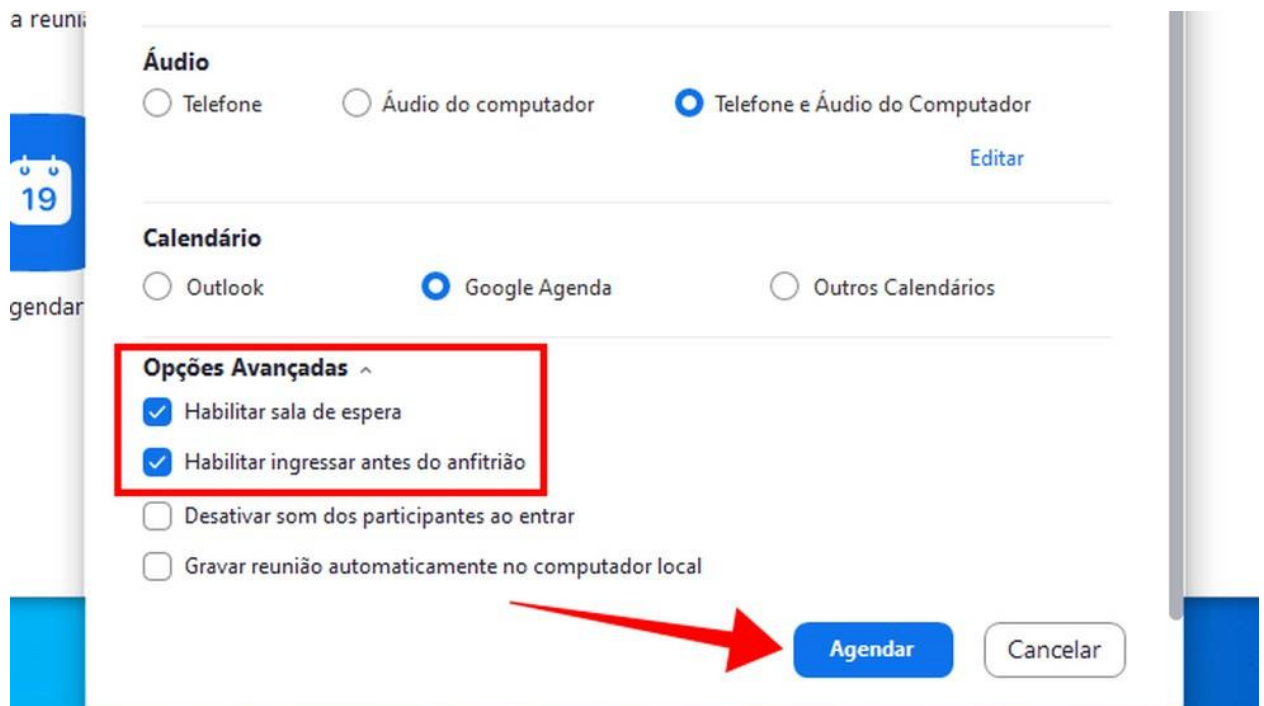 a reuniã
Áudio
Telefone Áudio do computador Telefone e Áudio do Computador
Editar
19
Calendário
Outlook Google Agenda Outros Calendários
gendar
Opções Avançadas
Habilitar sala de espera
Habilitar ingressar antes do anfitrião
Desativar som dos participantes ao entrar
Gravar reunião automaticamente no computador local
Agendar Cancelar